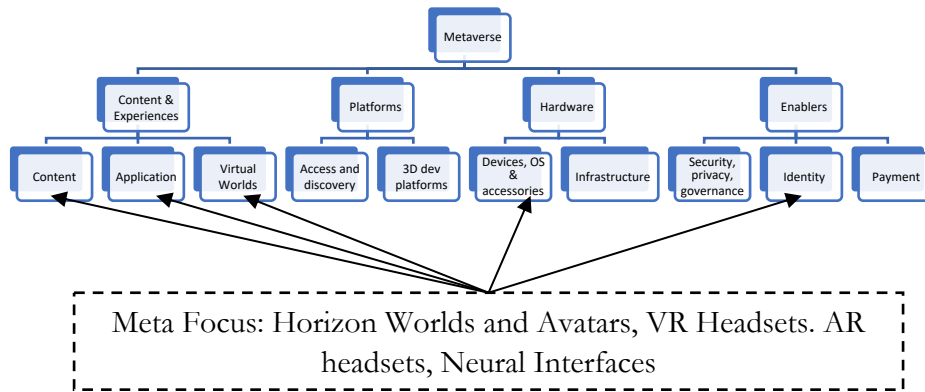 Metaverse
Content &
Experiences
Platforms
Hardware
Enablers
Content
Application
Virtual
Worlds
Access and
discovery
3D dev
platforms
Devices, OS
&
accessories
Infrastructure
Security,
privacy,
governance
Identity
Payment
Meta Focus: Horizon Worlds and Avatars, VR Headsets. AR
headsets, Neural Interfaces